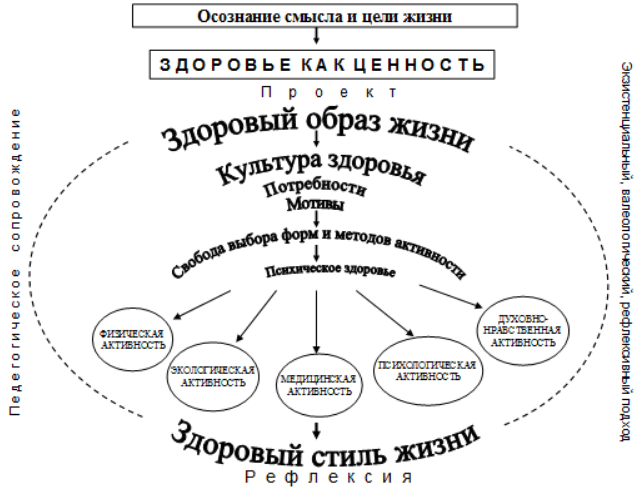 Осознание смысла и цели жизни
ЗДОРОВЬЕ КАК ЦЕННОСТЬ
Проект
Здоровый образ жизни
Культура здоровья
Потребности
Мотивы
Свобода выбора форм и методов активности
Психическое здоровье
ФИЗИЧЕСКАЯ
АКТИВНОСТЬ
ЭКОЛОГИЧЕСКАЯ
АКТИВНОСТЬ
МЕДИЦИНСКАЯ
АКТИВНОСТЬ
ПСИХОЛОГИЧЕСКАЯ
АКТИВНОСТЬ
ДУХОВНО-
НРАВСТВЕННАЯ
АКТИВНОСТЬ
Здоровый стиль жизни
Рефлексия
Педегогическое сопровождение
Экзистенциальный, валеологический, рефлексивный подход